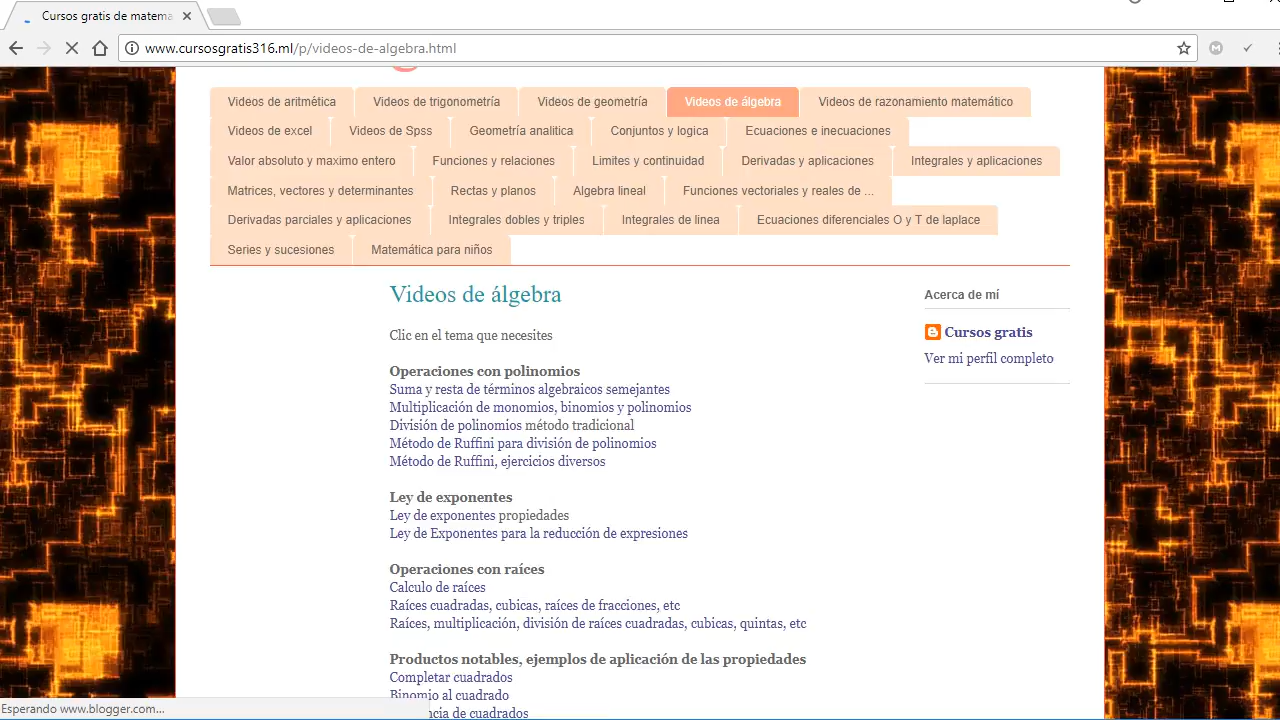 Cursos gratis de matema
www.cursosgratis316.ml/p/videos-de-algebra.html
Videos de aritmética Videos de trigonometría Videos de geometría Videos de álgebra Videos de razonamiento matemático
Videos de excel Videos de Spss Geometría analitica Conjuntos y logica Ecuaciones e inecuaciones
Valor absoluto y maximo entero Funciones y relaciones Limites y continuidad Derivadas y aplicaciones Integrales y aplicaciones
Matrices, vectores y determinantes Rectas y planos Algebra lineal Funciones vectoriales y reales de ...
Derivadas parciales y aplicaciones Integrales dobles y triples Integrales de linea Ecuaciones diferenciales O y T de laplace
Series y sucesiones Matemática para niños
Videos de álgebra
Clic en el tema que necesites
Operaciones con polinomios
Suma y resta de términos algebraicos semejantes
Multiplicación de monomios, binomios y polinomios
División de polinomios método tradicional
Método de Ruffini para división de polinomios
Método de Ruffini, ejercicios diversos
Ley de exponentes
Ley de exponentes propiedades
Ley de Exponentes para la reducción de expresiones
Operaciones con raíces
Calculo de raíces
Raíces cuadradas, cubicas, raíces de fracciones, etc
Raíces, multiplicación, división de raíces cuadradas, cubicas, quintas, etc
Productos notables, ejemplos de aplicación de las propiedades
Completar cuadrados
Binomio al cuadrado
de cuadrados
Acerca de mí
Cursos gratis
Ver mi perfil completo
Esperando www.blogger.com...